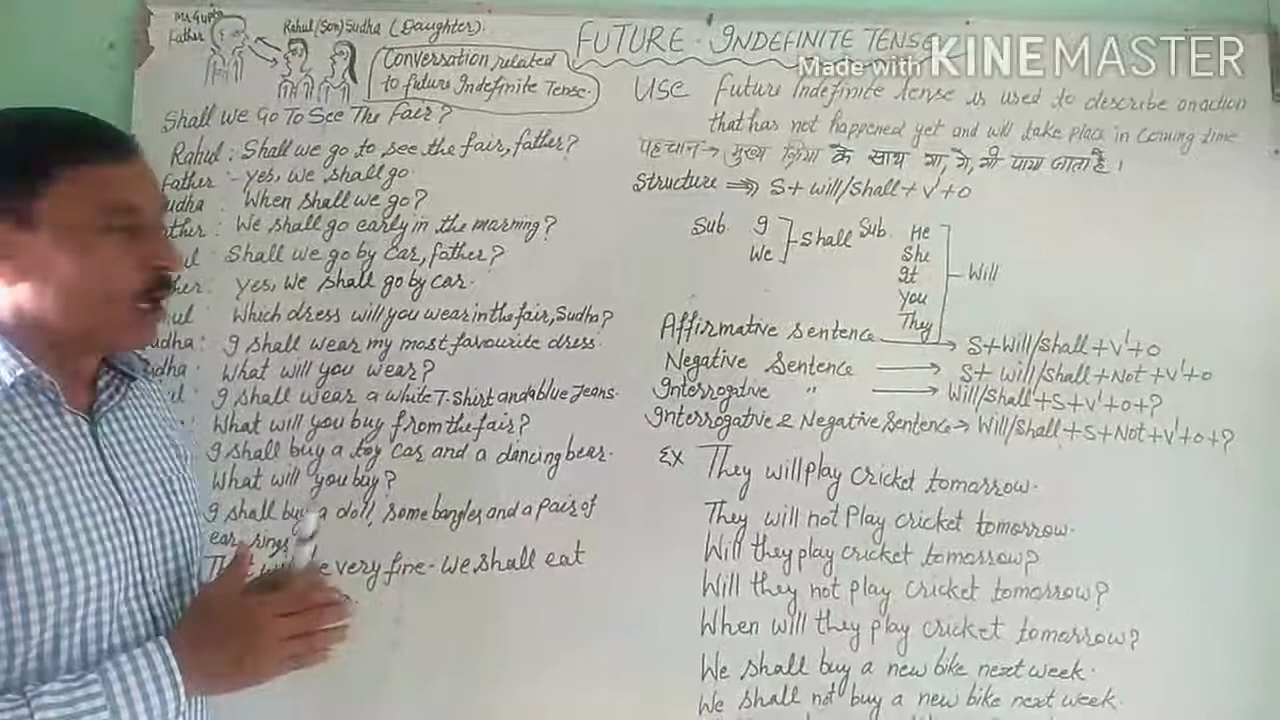 Mr. Gupta
Father
Rahul (Son) Sudha (Daughter).
Conversation related
to future Indefinite Tense.
Shall We Go To See The Fair?
Rahul: Shall we go to see the fair, father?
Father :- yes, we shall go.
udha : When shall we go?
ather: We shall go early in the morning?
ul Shall we go by Car, father?
her: yes, we shall go by car.
hul Which dress will you wear in the fair, Sudha?
udha: I shall wear my most favourite dress.
udha: What will you wear?
ul I shall wear a white T. Shirt and a blue Jeans.
: What will you buy from the fair?
I shall buy a toy Car and a dancing bear.
What will you buy?
I shall buy a doll, Some bangles and a pair of
ear rings
e very fine - We shall eat
FUTURE - INDEFINITE TENSE
Made with KINEMASTER
USE Future Indefinite tense is used to describe an action
that has not happened yet and will take place in coming time
पहचान → मुख्य क्रिया के साथ गा, गे, गी पाया जाता है।
Structure ⇒ S + will/shall + V¹ + O
Sub. I
We
Shall
Sub. He
She
It
You
They
Will
Affirmative Sentence → S + Will/Shall + V¹ + O
Negative Sentence → S + Will/Shall + Not + V¹ + O
Interrogative " → Will/Shall + S + V¹ + O + ?
Interrogative & Negative Sentence → Will/Shall + S + Not + V¹ + O + ?
Ex They will play Cricket tomorrow.
They will not Play cricket tomorrow.
Will they play cricket tomorrow?
Will they not play Cricket tomorrow?
When will they play cricket tomorrow?
We shall buy a new bike next week.
We shall not buy a new bike next week.